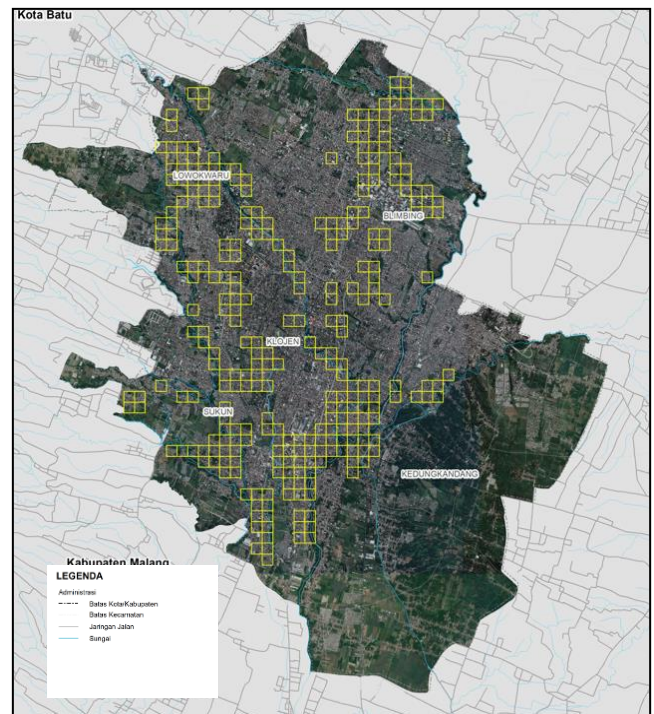 Kota Batu
LOWOKWARU
BLIMBING
KLOJEN
SUKUN
KEDUNGKANDANG
Kabupaten Malang
LEGENDA
Administrasi
Batas Kota/Kabupaten
Batas Kecamatan
Jaringan Jalan
Sungai